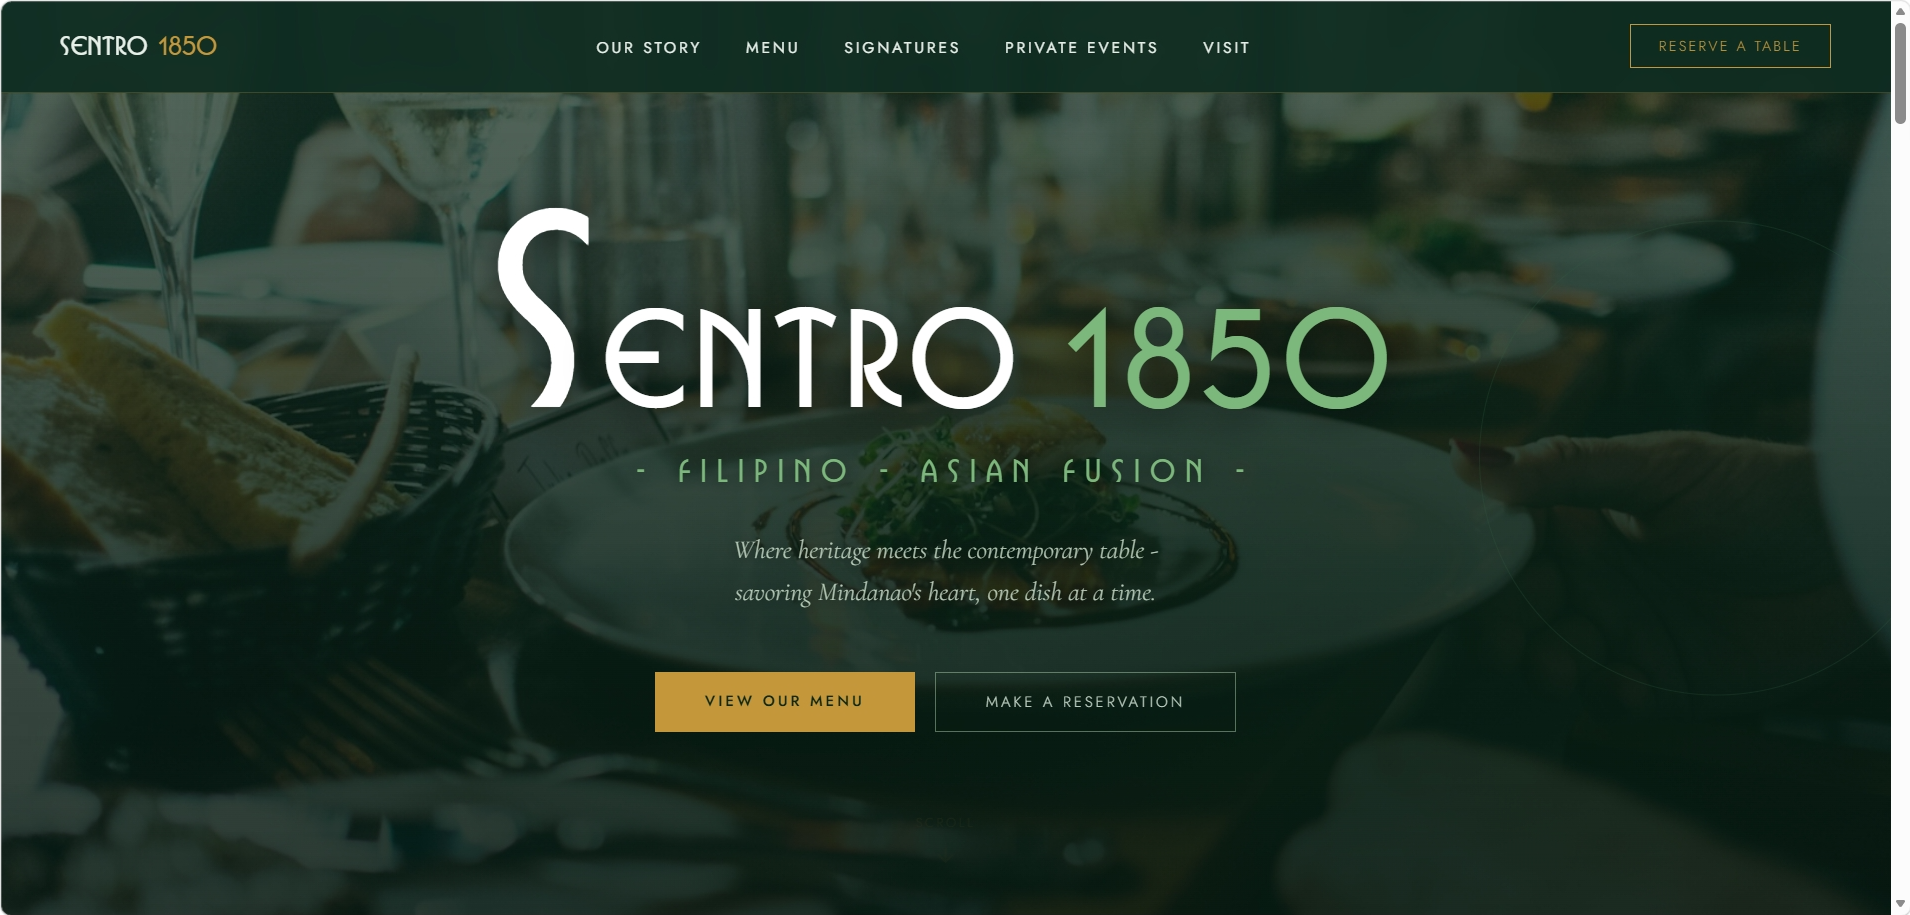 SENTRO 1850
OUR STORY
MENU
SIGNATURES
PRIVATE EVENTS
VISIT
RESERVE A TABLE
SENTRO 1850
- FILIPINO - ASIAN FUSION -
Where heritage meets the contemporary table -
savoring Mindanao's heart, one dish at a time.
VIEW OUR MENU
MAKE A RESERVATION
SCROLL